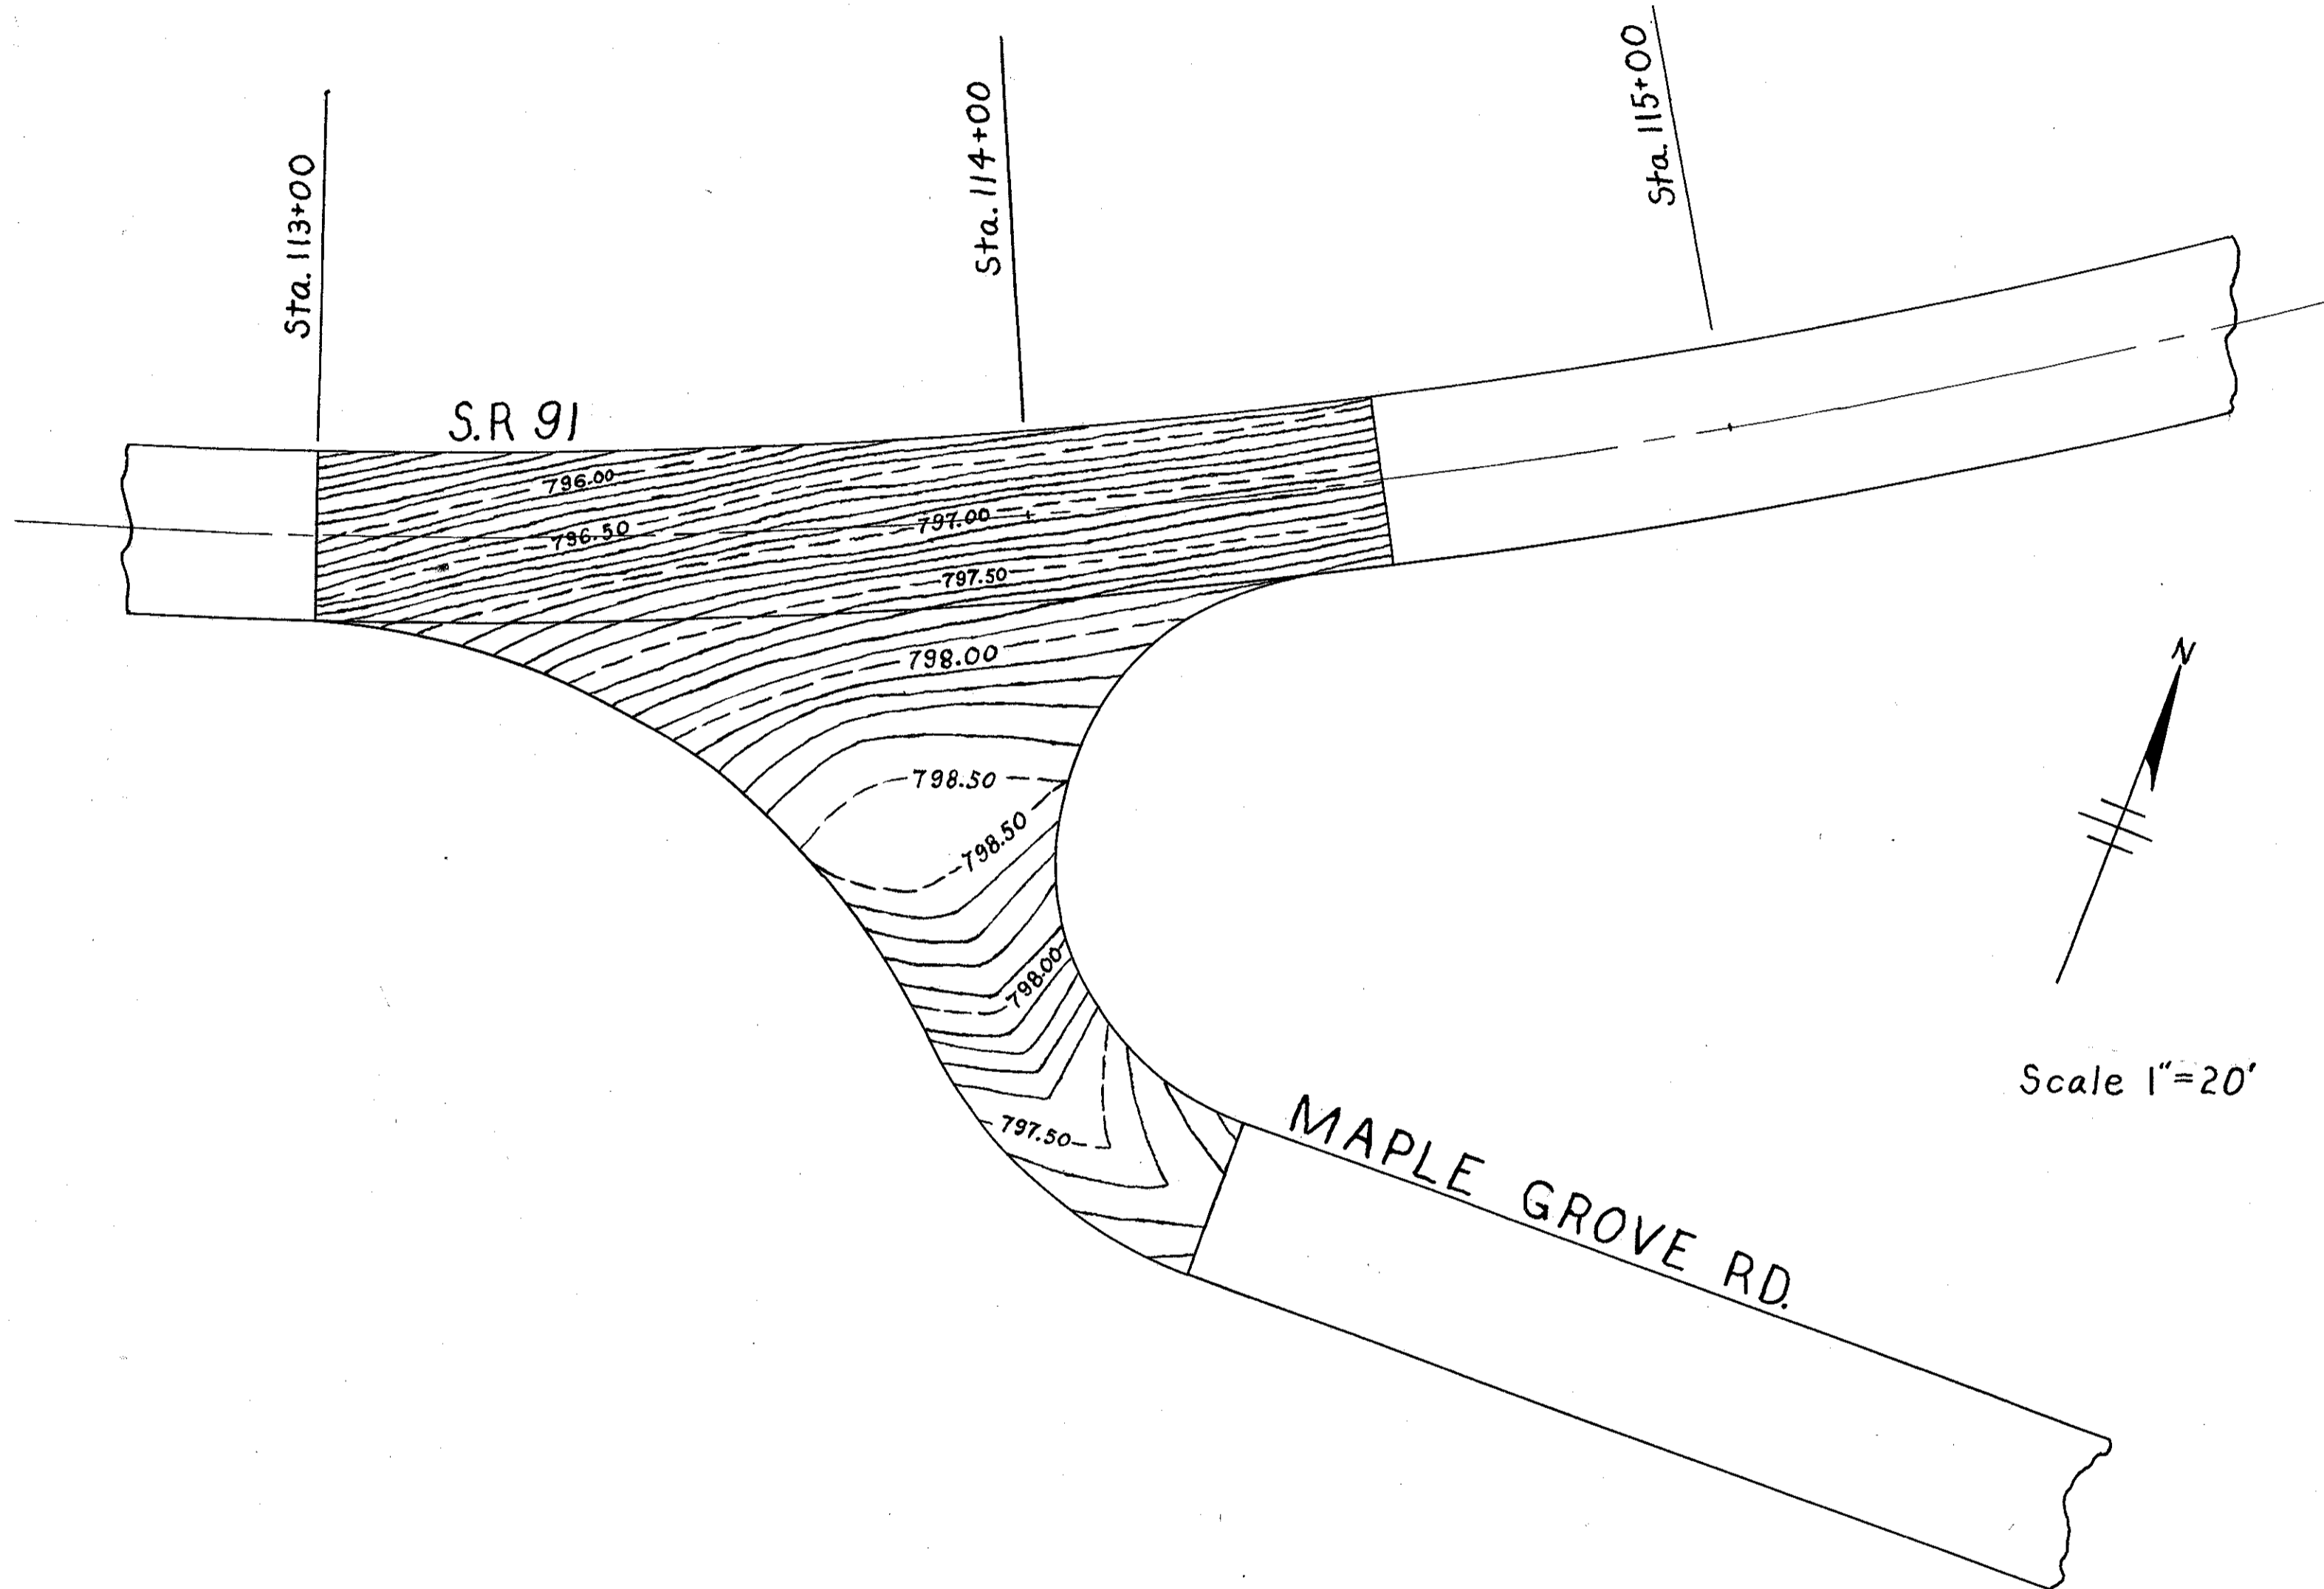 Sta. 113+00
Sta. 114+00
Sta. 115+00
S.R 91
796.00
796.50
797.00
797.50
798.00
798.50
798.50
798.00
797.50
N
Scale 1"=20'
MAPLE GROVE RD.